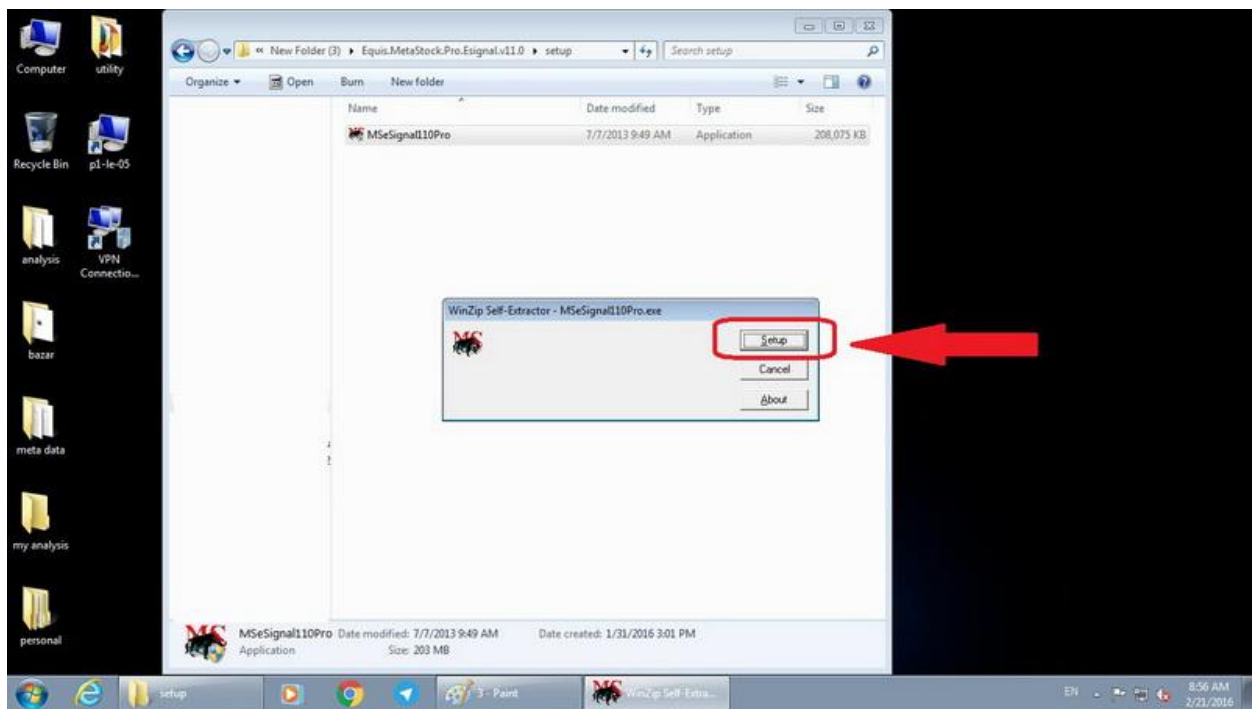 Computer
utility
Recycle Bin
p1-le-05
analysis
VPN
Connectio...
bazar
meta data
my analysis
personal
« New Folder (3) ▸ Equis.MetaStock.Pro.Esignal.v11.0 ▸ setup
Search setup
Organize
Open
Burn
New folder
Name
Date modified
Type
Size
MSeSignal110Pro
7/7/2013 9:49 AM
Application
208,075 KB
WinZip Self-Extractor - MSeSignal110Pro.exe
MS
Setup
Cancel
About
MS
MSeSignal110Pro Date modified: 7/7/2013 9:49 AM Date created: 1/31/2016 3:01 PM
Application Size: 203 MB
setup
3 - Paint
MS
WinZip Self-Extra...
EN
8:56 AM
2/21/2016